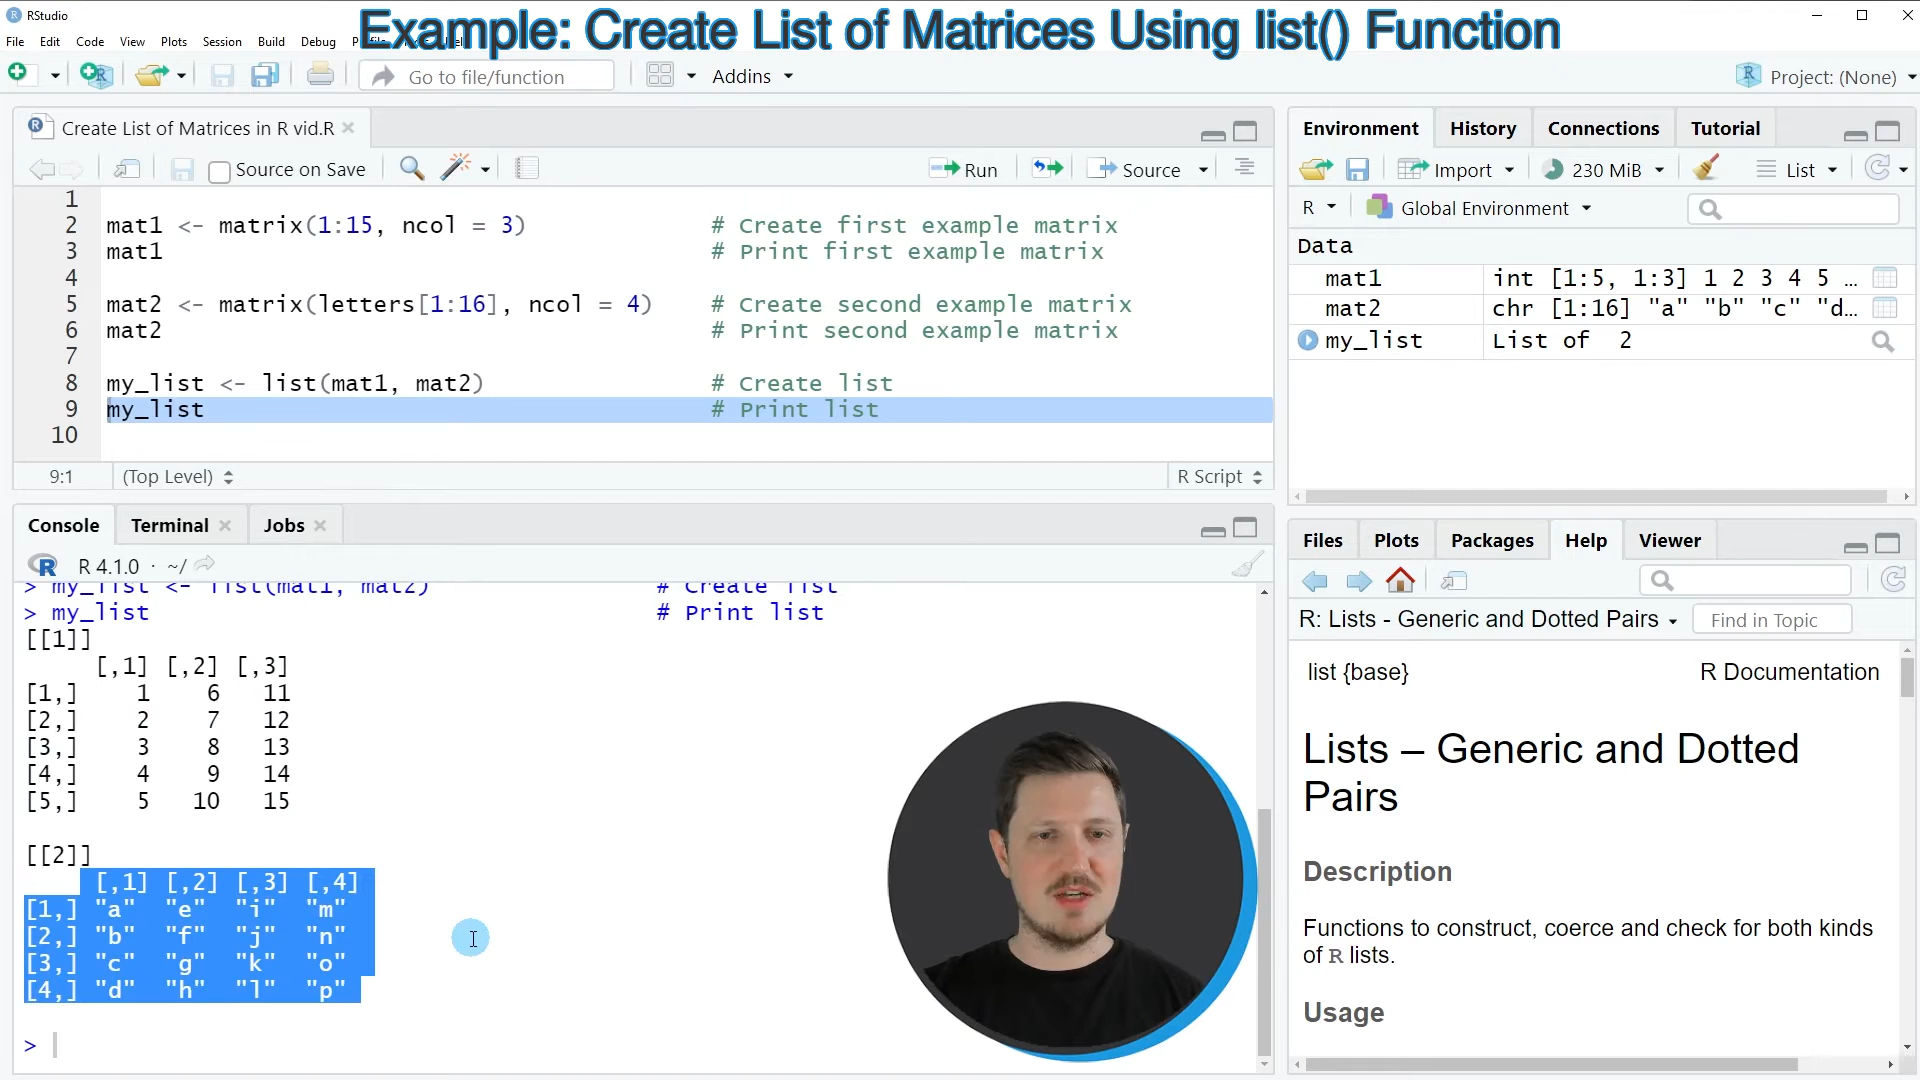 RStudio
Example: Create List of Matrices Using list() Function
File Edit Code View Plots Session Build Debug
Go to file/function
Addins
Project: (None)
Create List of Matrices in R vid.R
Source on Save
Run
Source
1
2 mat1 <- matrix(1:15, ncol = 3) # Create first example matrix
3 mat1 # Print first example matrix
4
5 mat2 <- matrix(letters[1:16], ncol = 4) # Create second example matrix
6 mat2 # Print second example matrix
7
8 my_list <- list(mat1, mat2) # Create list
9 my_list # Print list
10
9:1 (Top Level) R Script
Console Terminal Jobs
R 4.1.0 · ~/
> my_list <- list(mat1, mat2) # Create list
> my_list # Print list
[[1]]
[,1] [,2] [,3]
[1,] 1 6 11
[2,] 2 7 12
[3,] 3 8 13
[4,] 4 9 14
[5,] 5 10 15
[[2]]
[,1] [,2] [,3] [,4]
[1,] "a" "e" "i" "m"
[2,] "b" "f" "j" "n"
[3,] "c" "g" "k" "o"
[4,] "d" "h" "l" "p"
>
Environment History Connections Tutorial
Import 230 MiB List
R Global Environment
Data
mat1 int [1:5, 1:3] 1 2 3 4 5 …
mat2 chr [1:16] "a" "b" "c" "d…
my_list List of 2
Files Plots Packages Help Viewer
R: Lists - Generic and Dotted Pairs Find in Topic
list {base} R Documentation
Lists – Generic and Dotted
Pairs
Description
Functions to construct, coerce and check for both kinds
of R lists.
Usage